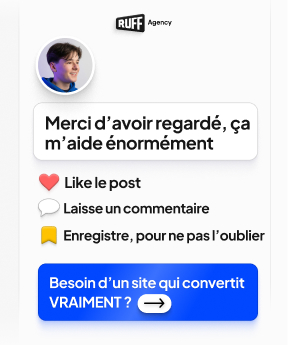 RUFF Agency
Merci d’avoir regardé, ça
m’aide énormément
Like le post
Laisse un commentaire
Enregistre, pour ne pas l’oublier
Besoin d’un site qui convertit
VRAIMENT ?